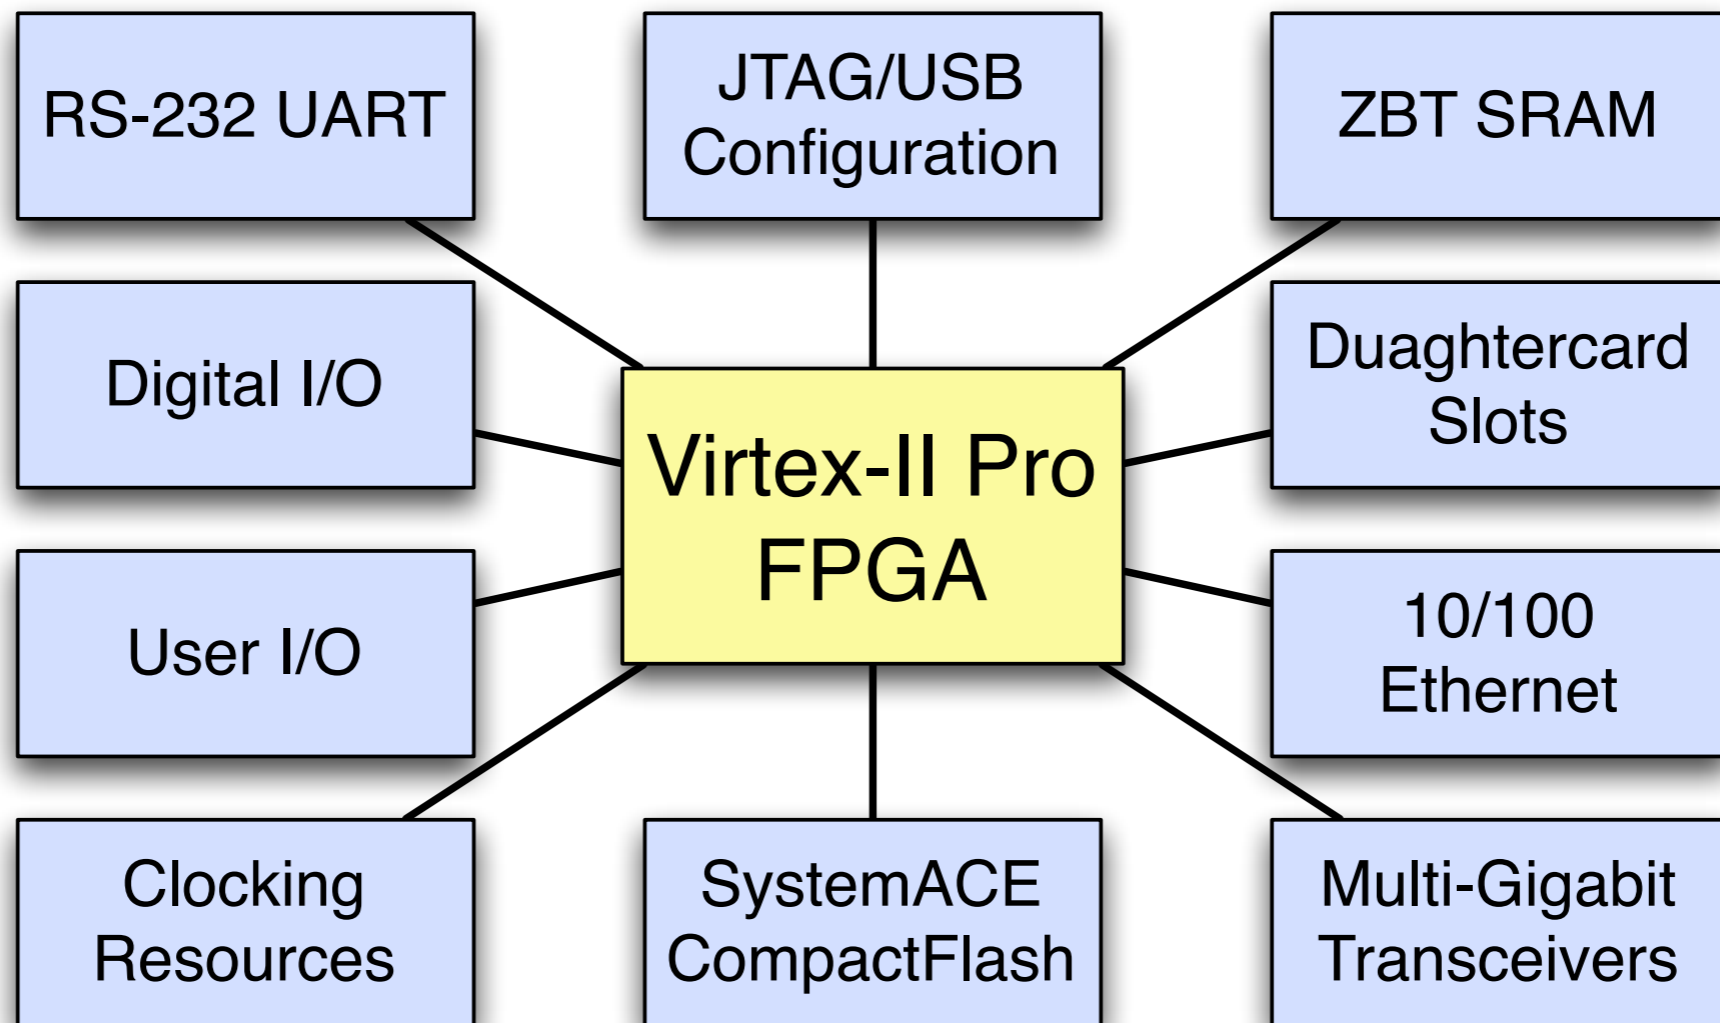 RS-232 UART
JTAG/USB
Configuration
ZBT SRAM
Digital I/O
Duaghtercard
Slots
Virtex-II Pro
FPGA
User I/O
10/100
Ethernet
Clocking
Resources
SystemACE
CompactFlash
Multi-Gigabit
Transceivers